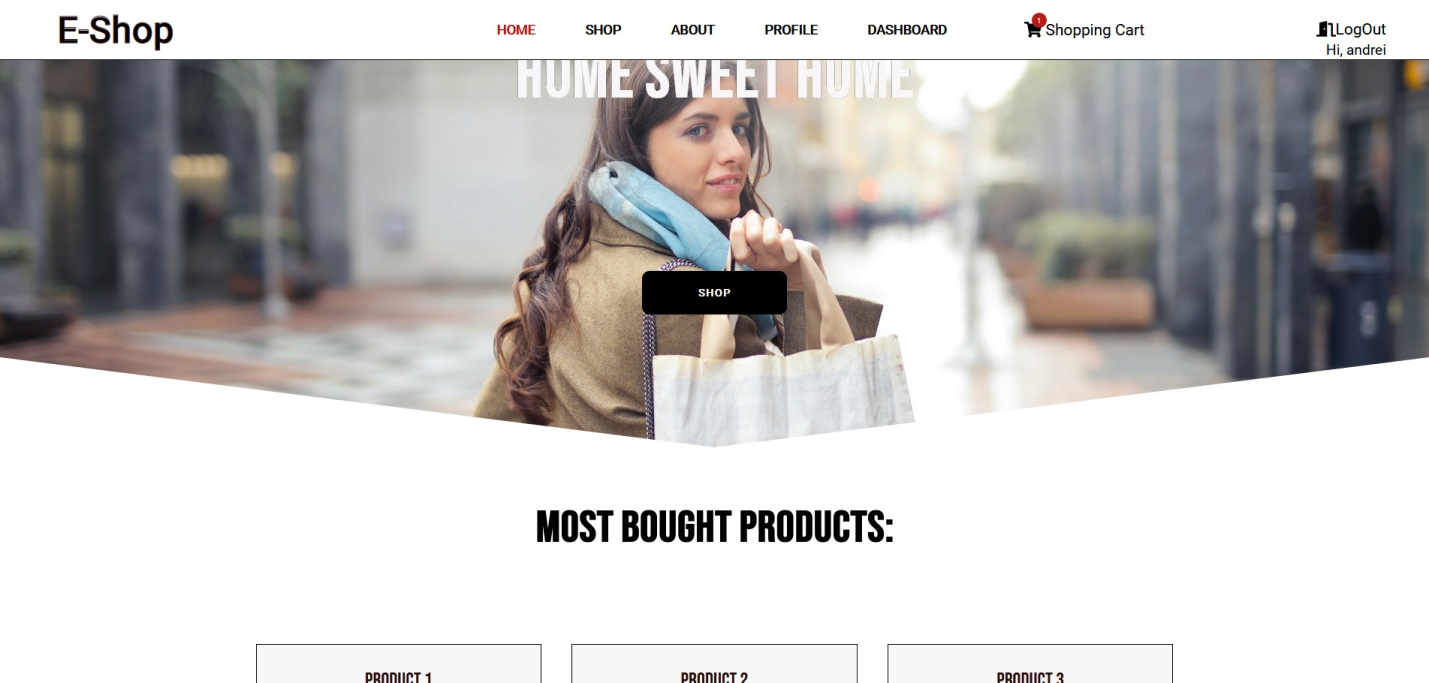 E-Shop
HOME SHOP ABOUT PROFILE DASHBOARD
1 Shopping Cart
LogOut
Hi, andrei
HOME SWEET HOME
SHOP
MOST BOUGHT PRODUCTS:
PRODUCT 1 PRODUCT 2 PRODUCT 3